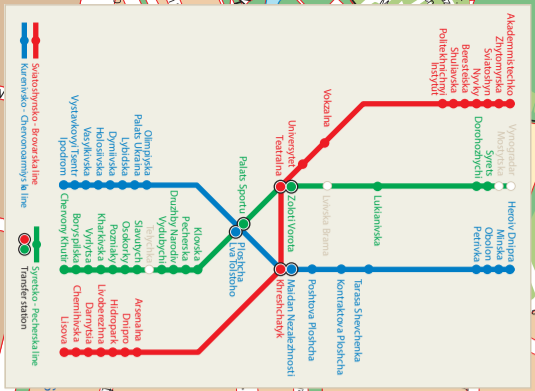 Akademmistechko
Zhytomyrska
Sviatoshyn
Nyvky
Beresteiska
Shuliavska
Politekhnichnyi
Instytut
Vokzalna
Universytet
Teatralna
Khreshchatyk
Arsenalna
Dnipro
Hidropark
Livoberezhna
Darnytsia
Chernihivska
Lisova
Heroiv Dnipra
Minska
Obolon
Petrivka
Tarasa Shevchenka
Kontraktova Ploshcha
Poshtova Ploshcha
Maidan Nezalezhnosti
Ploshcha
Lva Tolstoho
Olimpiyska
Palats Ukraina
Lybidska
Dymiivska
Holosiivska
Vasylkivska
Vystavkovyi Tsentr
Ipodrom
Vynogradar
Mostytska
Syrets
Dorohozhychi
Lukianivska
Lvivska Brama
Zoloti Vorota
Palats Sportu
Klovska
Pecherska
Druzhby Narodiv
Vydubychi
Telychka
Slavutych
Osokorky
Pozniaky
Kharkivska
Vyrlytsa
Boryspilska
Chervony Khutir
Sviatoshynsko - Brovarska line
Kurenivsko - Chervonoarmiyska line
Syretsko - Pecherska line
Transfer station